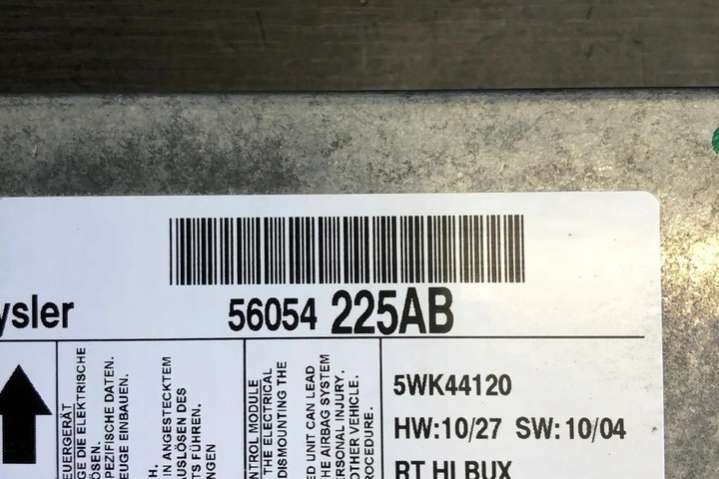 ysler
56054 225AB
EUERGERÄT
GE DIE ELEKTRISCHE
ÖSEN.
PEZIFISCHE DATEN.
EUGE EINBAUEN.
H.
IN ANGESTECKTEM
AUSLÖSEN DES
TS FÜHREN.
UNGEN
NTROL MODULE
THE ELECTRICAL
DISMOUNTING THE
ED UNIT CAN LEAD
HE AIRBAG SYSTEM
ERSONAL INJURY.
OTHER VEHICLE.
ROCEDURE.
5WK44120
HW:10/27 SW:10/04
RT HI BUX